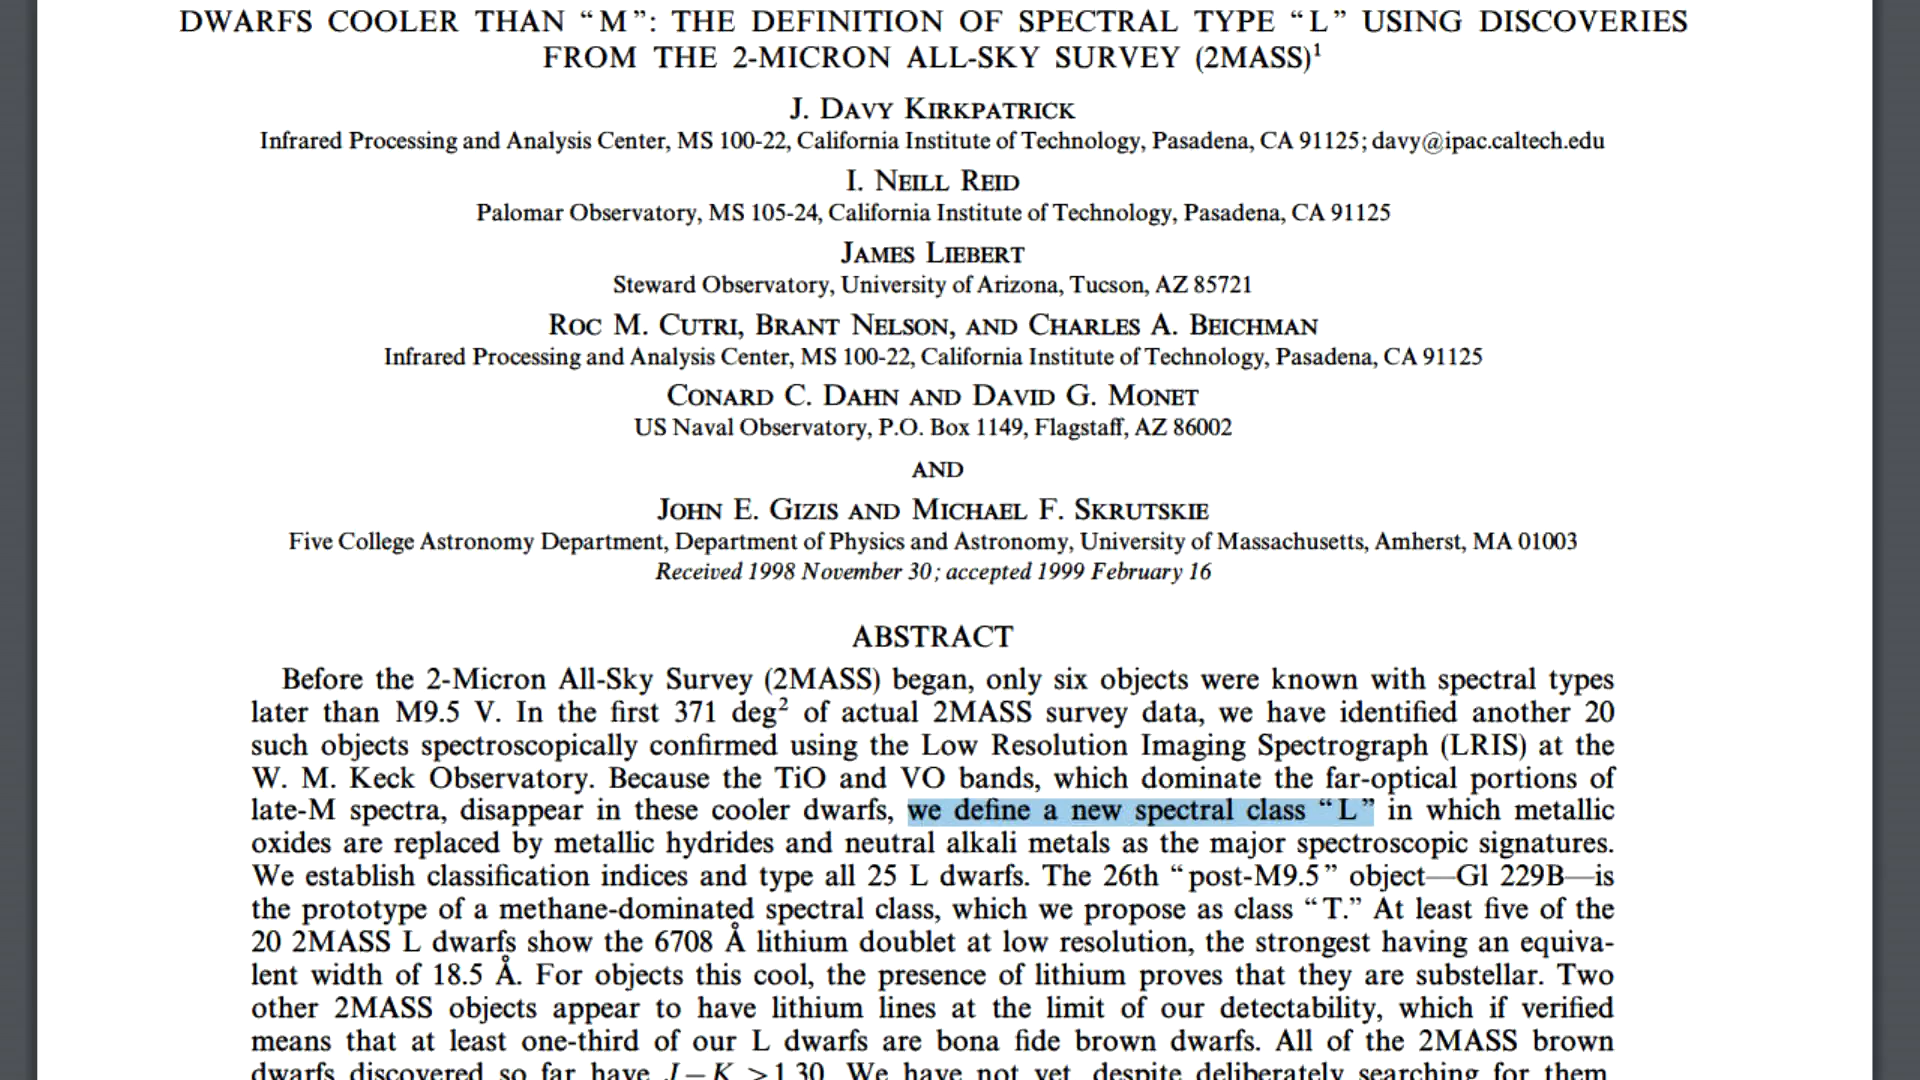 DWARFS COOLER THAN “M”: THE DEFINITION OF SPECTRAL TYPE “L” USING DISCOVERIES
FROM THE 2-MICRON ALL-SKY SURVEY (2MASS)¹
J. DAVY KIRKPATRICK
Infrared Processing and Analysis Center, MS 100-22, California Institute of Technology, Pasadena, CA 91125; davy@ipac.caltech.edu
I. NEILL REID
Palomar Observatory, MS 105-24, California Institute of Technology, Pasadena, CA 91125
JAMES LIEBERT
Steward Observatory, University of Arizona, Tucson, AZ 85721
ROC M. CUTRI, BRANT NELSON, AND CHARLES A. BEICHMAN
Infrared Processing and Analysis Center, MS 100-22, California Institute of Technology, Pasadena, CA 91125
CONARD C. DAHN AND DAVID G. MONET
US Naval Observatory, P.O. Box 1149, Flagstaff, AZ 86002
AND
JOHN E. GIZIS AND MICHAEL F. SKRUTSKIE
Five College Astronomy Department, Department of Physics and Astronomy, University of Massachusetts, Amherst, MA 01003
Received 1998 November 30; accepted 1999 February 16
ABSTRACT
Before the 2-Micron All-Sky Survey (2MASS) began, only six objects were known with spectral types
later than M9.5 V. In the first 371 deg² of actual 2MASS survey data, we have identified another 20
such objects spectroscopically confirmed using the Low Resolution Imaging Spectrograph (LRIS) at the
W. M. Keck Observatory. Because the TiO and VO bands, which dominate the far-optical portions of
late-M spectra, disappear in these cooler dwarfs, we define a new spectral class “L” in which metallic
oxides are replaced by metallic hydrides and neutral alkali metals as the major spectroscopic signatures.
We establish classification indices and type all 25 L dwarfs. The 26th “post-M9.5” object—Gl 229B—is
the prototype of a methane-dominated spectral class, which we propose as class “T.” At least five of the
20 2MASS L dwarfs show the 6708 Å lithium doublet at low resolution, the strongest having an equiva-
lent width of 18.5 Å. For objects this cool, the presence of lithium proves that they are substellar. Two
other 2MASS objects appear to have lithium lines at the limit of our detectability, which if verified
means that at least one-third of our L dwarfs are bona fide brown dwarfs. All of the 2MASS brown
dwarfs discovered so far have J−K >1.30. We have not yet, despite deliberately searching for them,